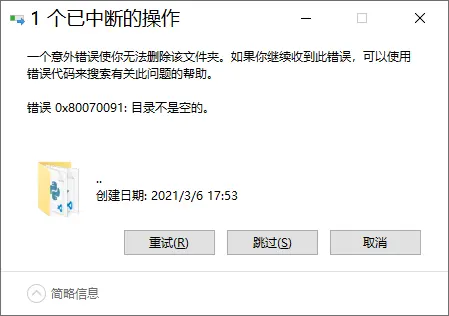 1 个已中断的操作
一个意外错误使你无法删除该文件夹。如果你继续收到此错误，可以使用
错误代码来搜索有关此问题的帮助。
错误 0x80070091: 目录不是空的。
..
创建日期: 2021/3/6 17:53
重试(R) 跳过(S) 取消
简略信息